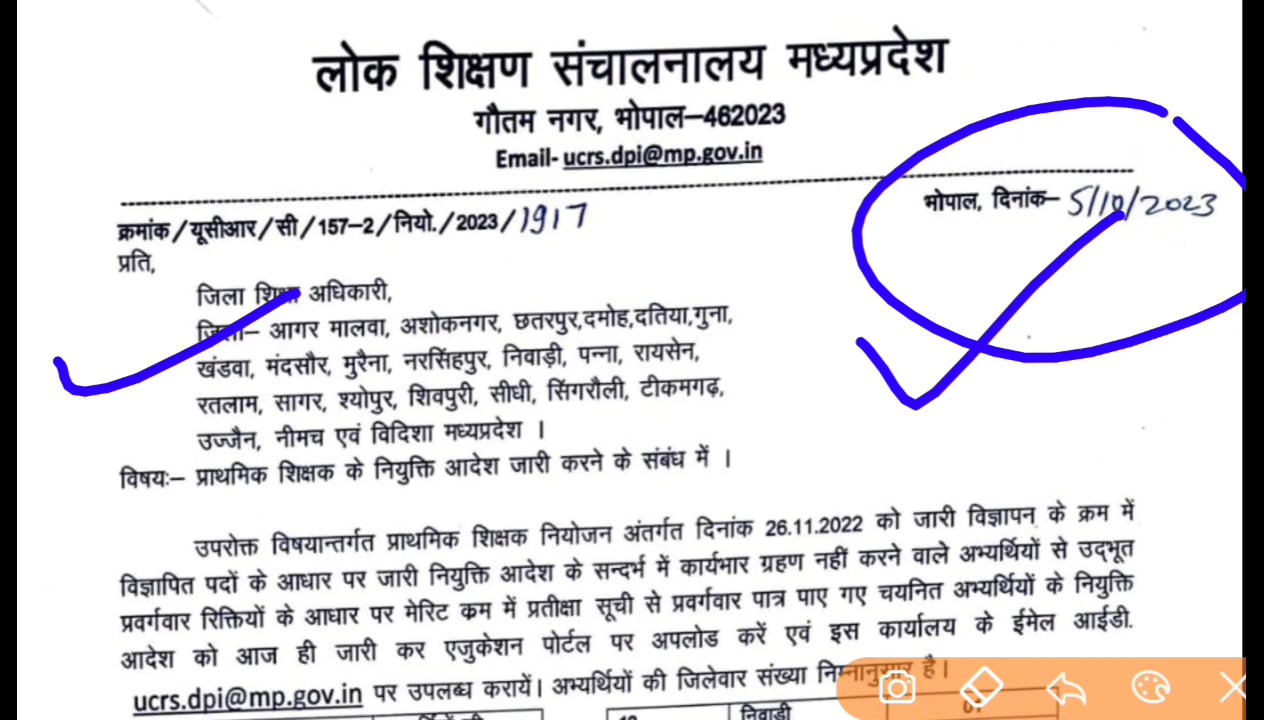 लोक शिक्षण संचालनालय मध्यप्रदेश
गौतम नगर, भोपाल–462023
Email- ucrs.dpi@mp.gov.in
भोपाल, दिनांक– 5/10/2023
क्रमांक/यूसीआर/सी/157–2/नियो./2023/1917
प्रति,
जिला शिक्षा अधिकारी,
जिला– आगर मालवा, अशोकनगर, छतरपुर,दमोह,दतिया,गुना,
खंडवा, मंदसौर, मुरैना, नरसिंहपुर, निवाड़ी, पन्ना, रायसेन,
रतलाम, सागर, श्योपुर, शिवपुरी, सीधी, सिंगरौली, टीकमगढ़,
उज्जैन, नीमच एवं विदिशा मध्यप्रदेश ।
विषयः– प्राथमिक शिक्षक के नियुक्ति आदेश जारी करने के संबंध में ।
उपरोक्त विषयान्तर्गत प्राथमिक शिक्षक नियोजन अंतर्गत दिनांक 26.11.2022 को जारी विज्ञापन के क्रम में
विज्ञापित पदों के आधार पर जारी नियुक्ति आदेश के सन्दर्भ में कार्यभार ग्रहण नहीं करने वाले अभ्यर्थियों से उद्भूत
प्रवर्गवार रिक्तियों के आधार पर मेरिट क्रम में प्रतीक्षा सूची से प्रवर्गवार पात्र पाए गए चयनित अभ्यर्थियों के नियुक्ति
आदेश को आज ही जारी कर एजुकेशन पोर्टल पर अपलोड करें एवं इस कार्यालय के ईमेल आईडी.
ucrs.dpi@mp.gov.in पर उपलब्ध करायें। अभ्यर्थियों की जिलेवार संख्या निम्नानुसार है।
निवाड़ी